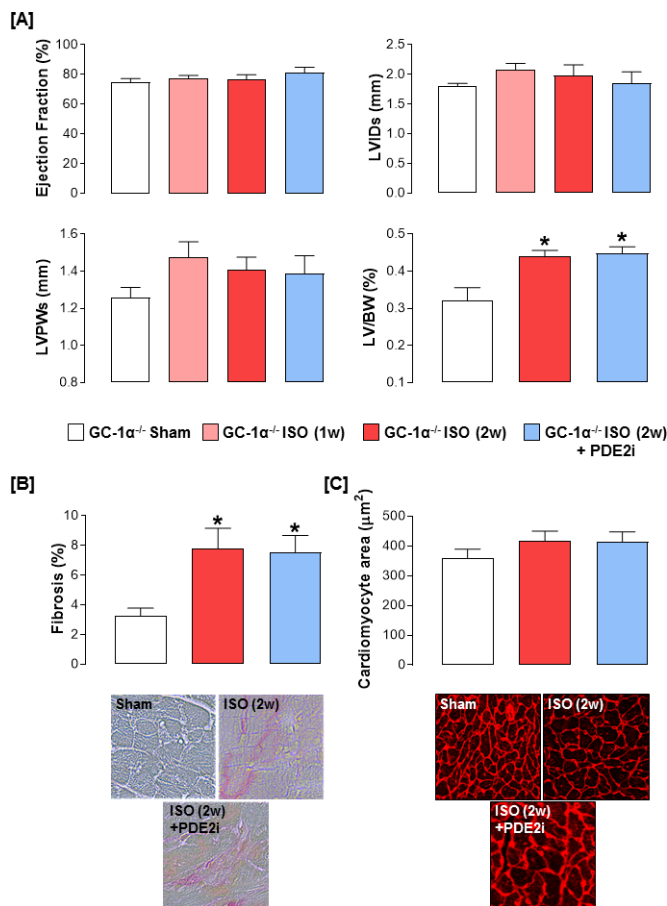 [A]
Ejection Fraction (%)
100
80
60
40
20
0
LVIDs (mm)
2.5
2.0
1.5
1.0
0.5
0.0
LVPWs (mm)
1.6
1.4
1.2
1.0
0.8
LV/BW (%)
0.5
0.4
0.3
0.2
0.1
*
*
GC-1α-/- Sham
GC-1α-/- ISO (1w)
GC-1α-/- ISO (2w)
GC-1α-/- ISO (2w)
+ PDE2i
[B]
Fibrosis (%)
10
8
6
4
2
0
*
*
Sham
ISO (2w)
ISO (2w)
+PDE2i
[C]
Cardiomyocyte area (μm2)
500
400
300
200
100
0
Sham
ISO (2w)
ISO (2w)
+PDE2i